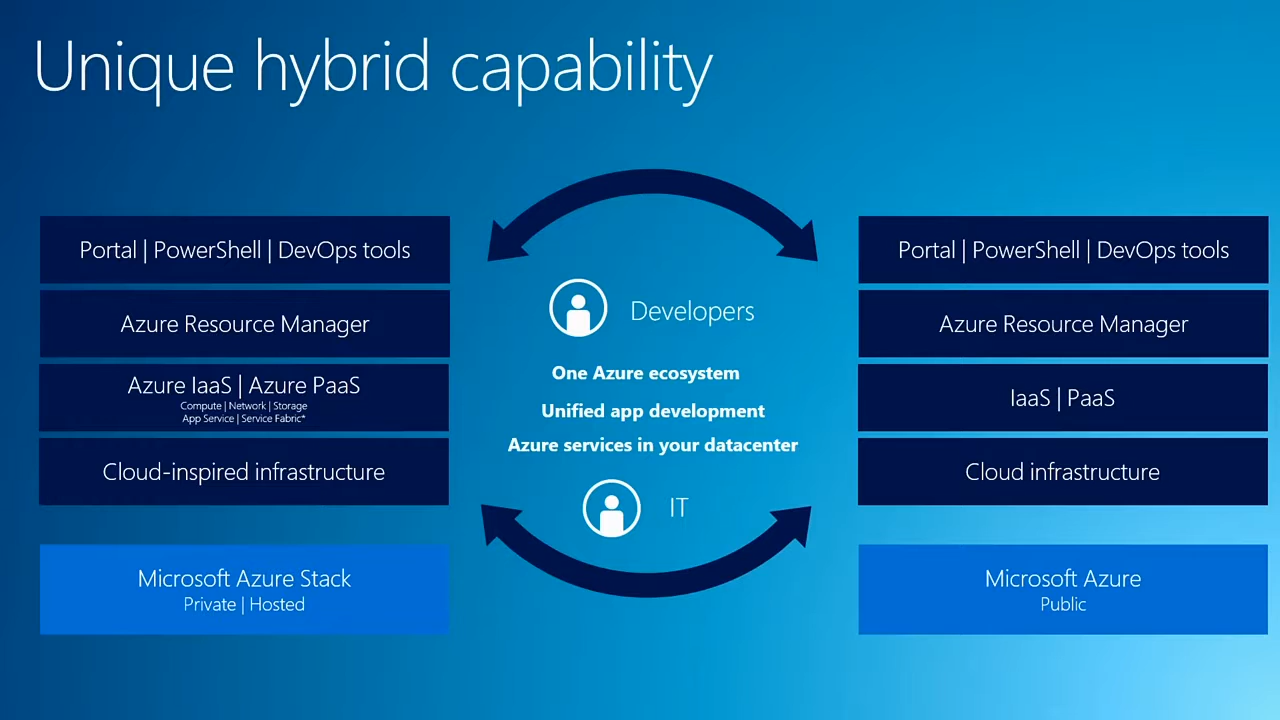 Unique hybrid capability
Portal | PowerShell | DevOps tools
Azure Resource Manager
Azure IaaS | Azure PaaS
Compute | Network | Storage
App Service | Service Fabric*
Cloud-inspired infrastructure
Microsoft Azure Stack
Private | Hosted
Developers
One Azure ecosystem
Unified app development
Azure services in your datacenter
IT
Portal | PowerShell | DevOps tools
Azure Resource Manager
IaaS | PaaS
Cloud infrastructure
Microsoft Azure
Public